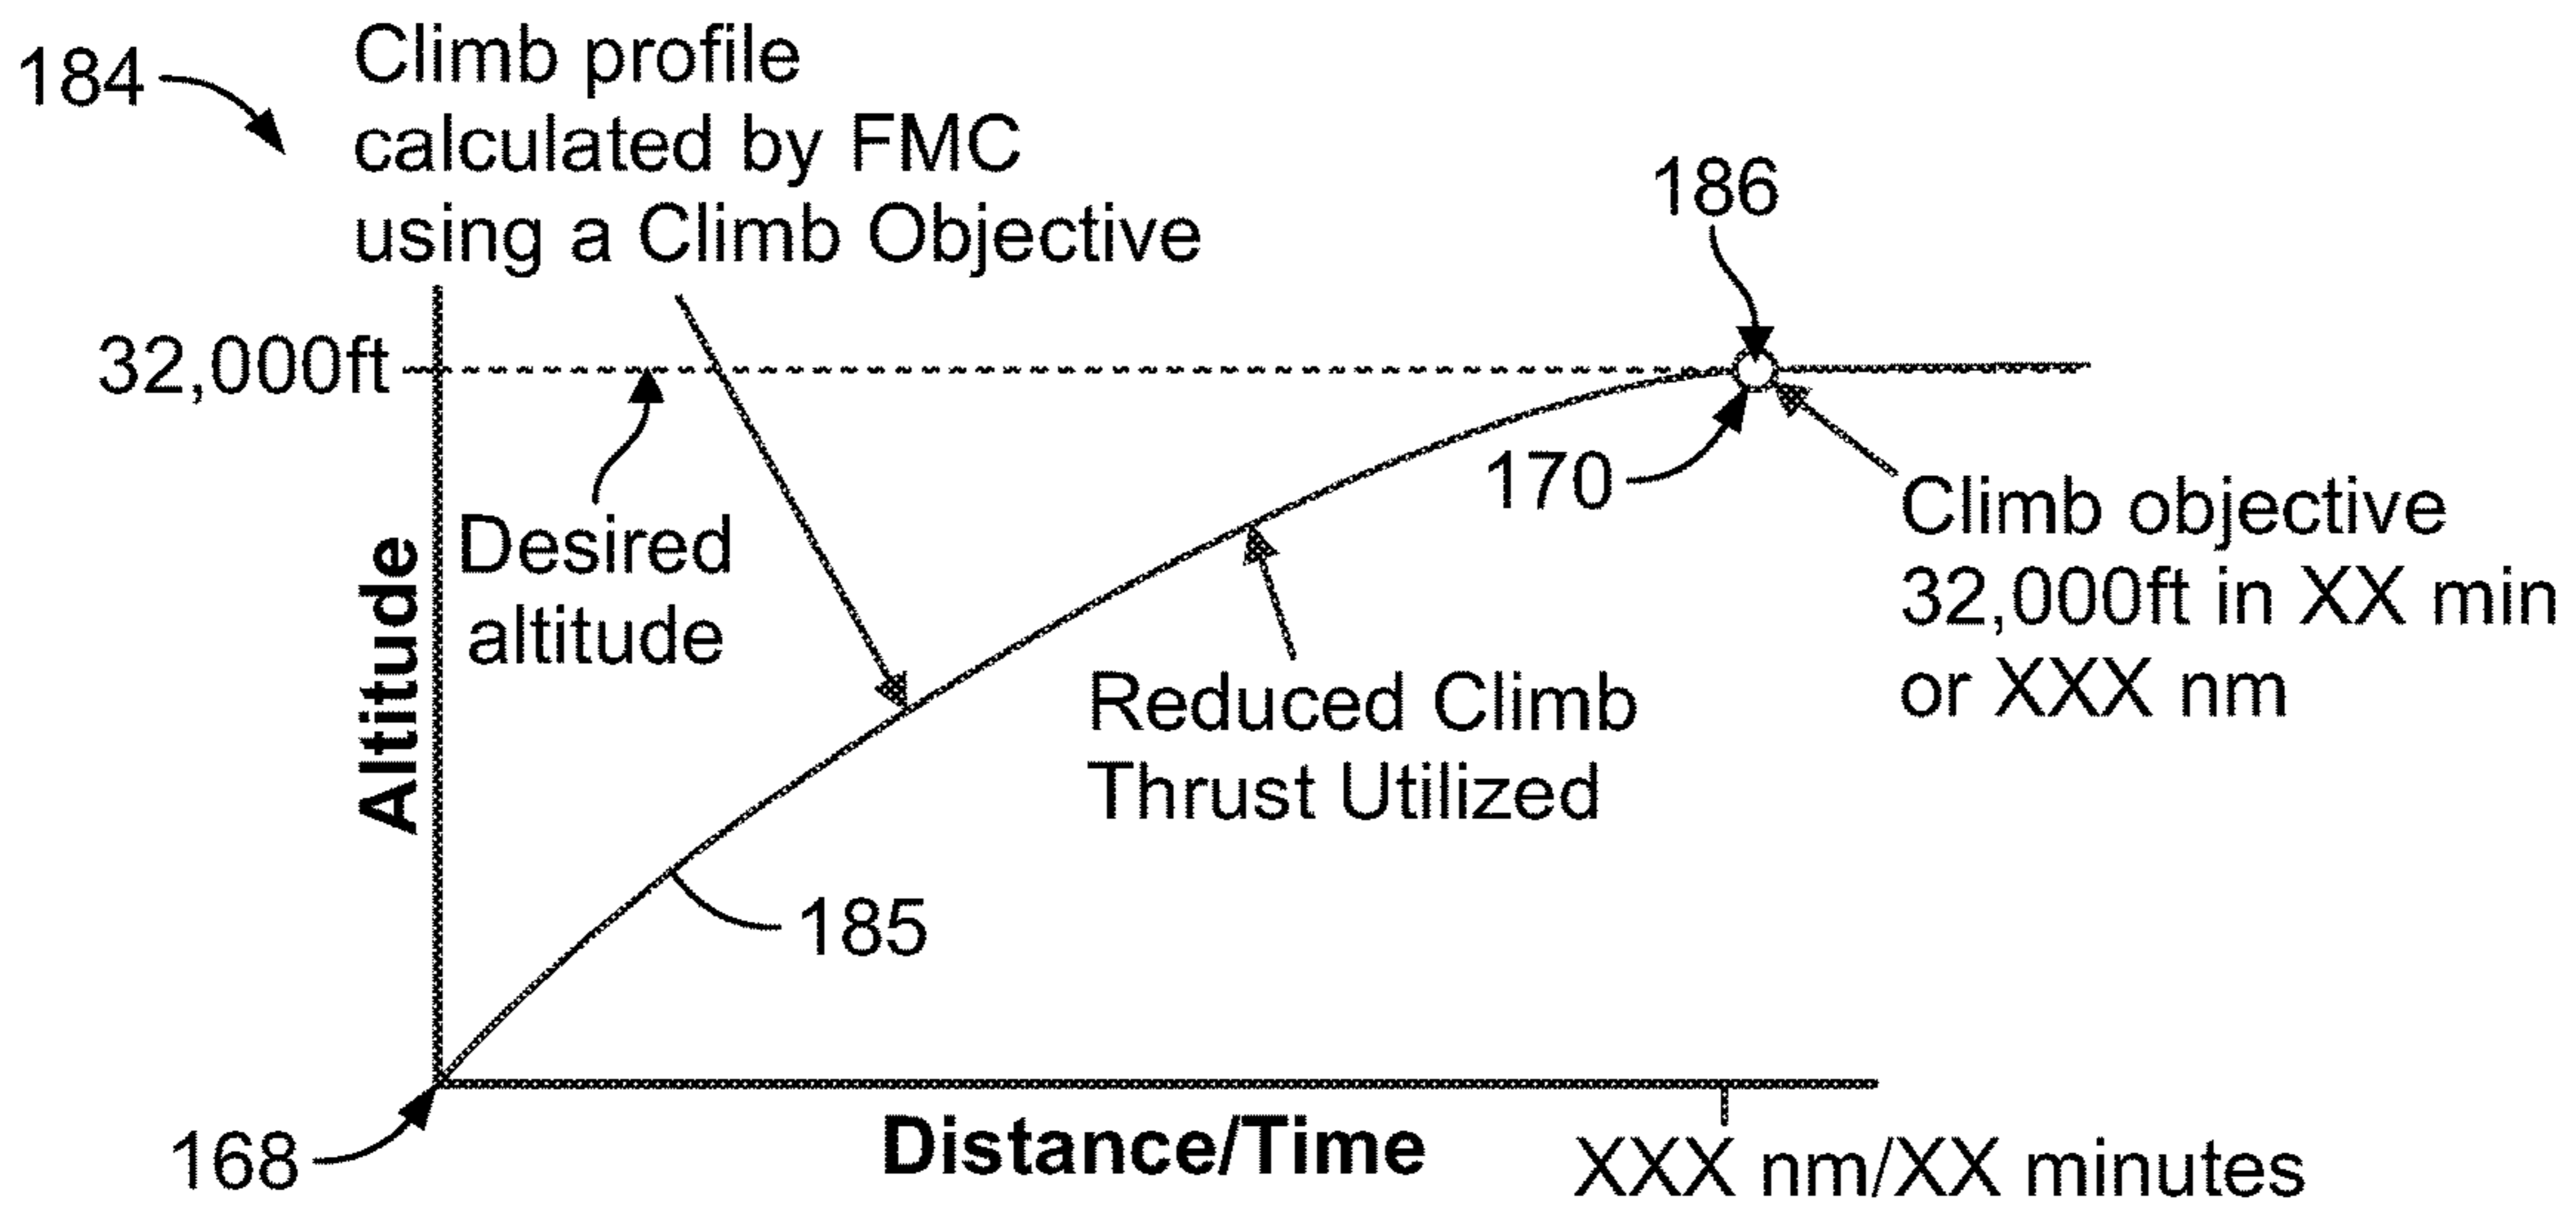 184
Climb profile
calculated by FMC
using a Climb Objective
186
32,000ft
Desired
altitude
170
Climb objective
32,000ft in XX min
or XXX nm
Altitude
Reduced Climb
Thrust Utilized
185
168
Distance/Time
XXX nm/XX minutes